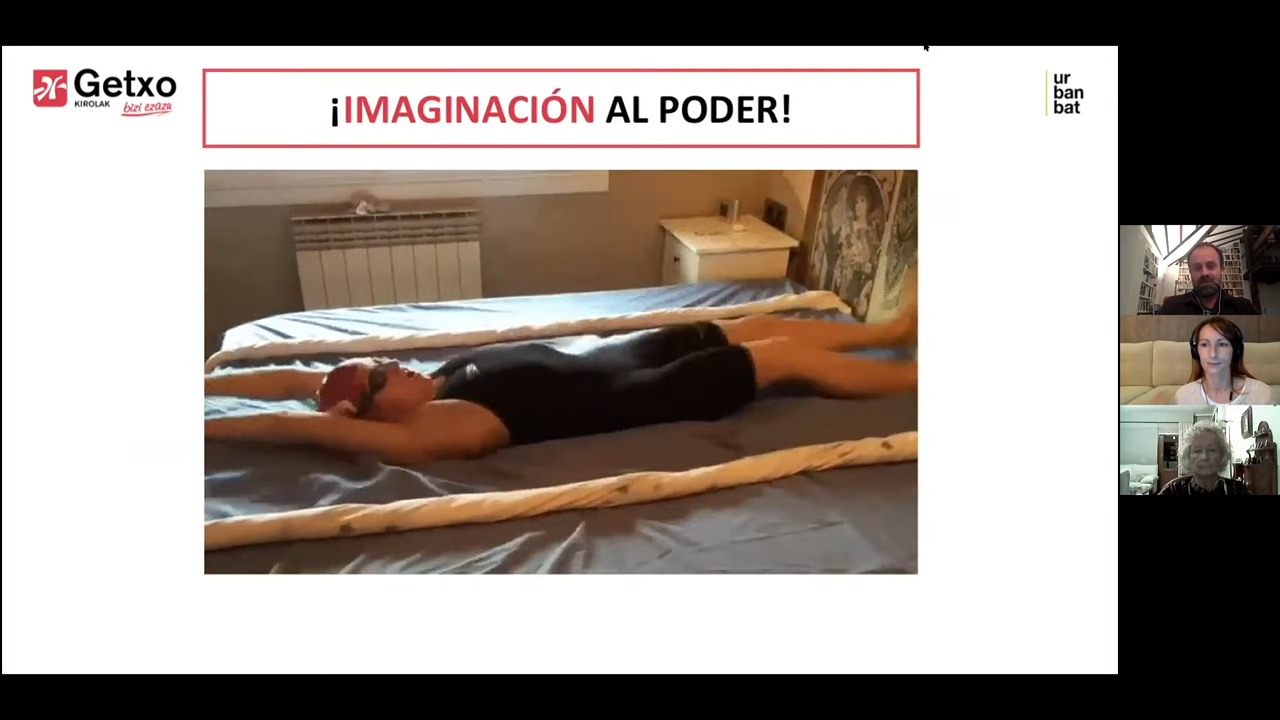 Getxo
KIROLAK
bizi ezazu
¡IMAGINACIÓN AL PODER!
ur
ban
bat